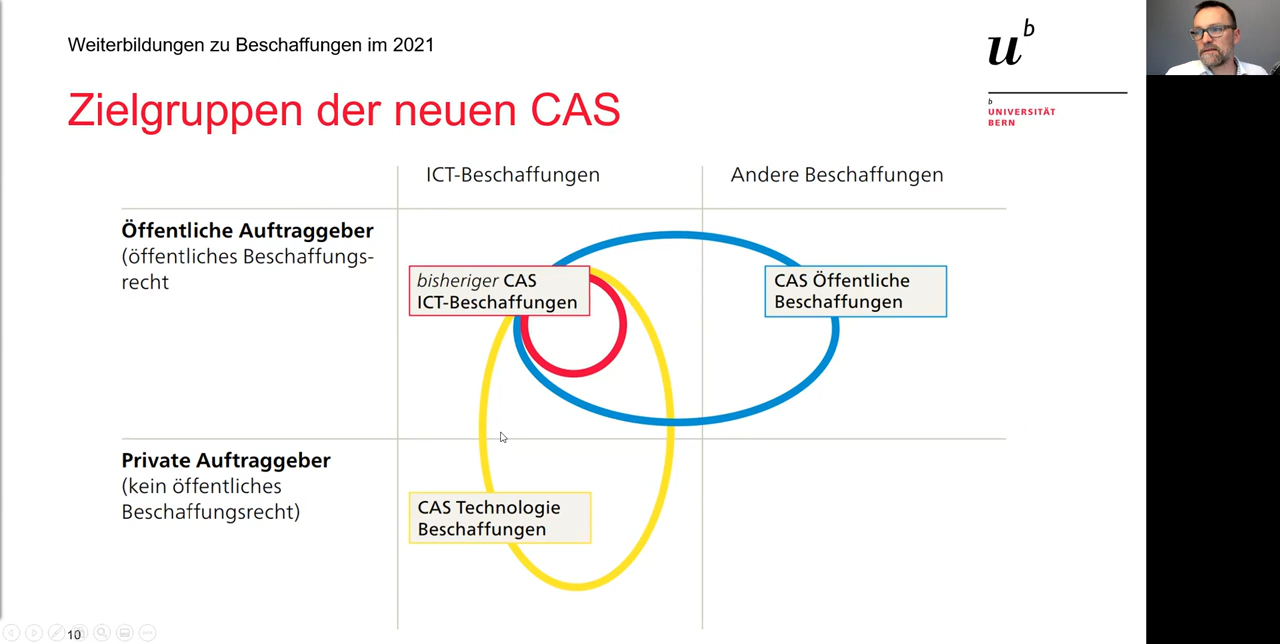 Weiterbildungen zu Beschaffungen im 2021
Zielgruppen der neuen CAS
u^b
b
UNIVERSITÄT
BERN
ICT-Beschaffungen
Andere Beschaffungen
Öffentliche Auftraggeber
(öffentliches Beschaffungs-
recht
bisheriger CAS
ICT-Beschaffungen
CAS Öffentliche
Beschaffungen
Private Auftraggeber
(kein öffentliches
Beschaffungsrecht)
CAS Technologie
Beschaffungen
10